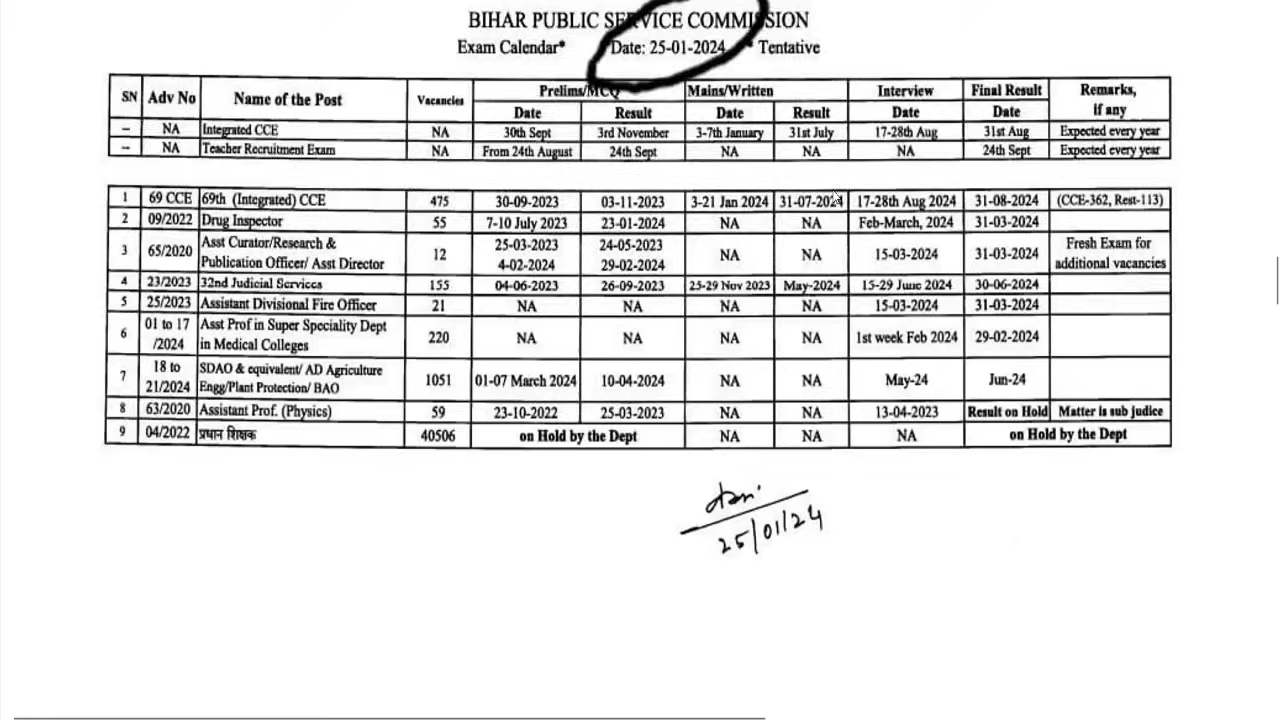 BIHAR PUBLIC SERVICE COMMISSION
Exam Calendar* Date: 25-01-2024 * Tentative
SN Adv No Name of the Post Vacancies Prelims/MCQ Mains/Written Interview Final Result Remarks, if any
Date Result Date Result Date Date
– NA Integrated CCE NA 30th Sept 3rd November 3-7th January 31st July 17-28th Aug 31st Aug Expected every year
– NA Teacher Recruitment Exam NA From 24th August 24th Sept NA NA NA 24th Sept Expected every year
1 69 CCE 69th (Integrated) CCE 475 30-09-2023 03-11-2023 3-21 Jan 2024 31-07-2024 17-28th Aug 2024 31-08-2024 (CCE-362, Rest-113)
2 09/2022 Drug Inspector 55 7-10 July 2023 23-01-2024 NA NA Feb-March, 2024 31-03-2024
3 65/2020 Asst Curator/Research & Publication Officer/ Asst Director 12 25-03-2023 4-02-2024 24-05-2023 29-02-2024 NA NA 15-03-2024 31-03-2024 Fresh Exam for additional vacancies
4 23/2023 32nd Judicial Services 155 04-06-2023 26-09-2023 25-29 Nov 2023 May-2024 15-29 June 2024 30-06-2024
5 25/2023 Assistant Divisional Fire Officer 21 NA NA NA NA 15-03-2024 31-03-2024
6 01 to 17 /2024 Asst Prof in Super Speciality Dept in Medical Colleges 220 NA NA NA NA 1st week Feb 2024 29-02-2024
7 18 to 21/2024 SDAO & equivalent/ AD Agriculture Engg/Plant Protection/ BAO 1051 01-07 March 2024 10-04-2024 NA NA May-24 Jun-24
8 63/2020 Assistant Prof. (Physics) 59 23-10-2022 25-03-2023 NA NA 13-04-2023 Result on Hold Matter is sub judice
9 04/2022 प्रधान शिक्षक 40506 on Hold by the Dept NA NA NA on Hold by the Dept
25/01/24